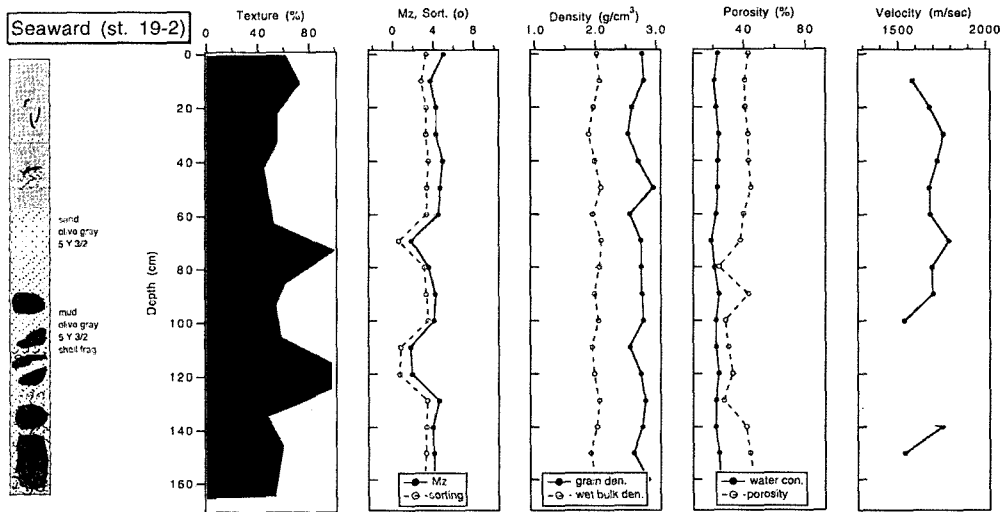 Seaward (st. 19-2)
Texture (%)
0 40 80
Mz, Sort. (ø)
0 4 8
Density (g/cm³)
1.0 2.0 3.0
Porosity (%)
0 40 80
Velocity (m/sec)
1500 2000
Depth (cm)
0
20
40
60
80
100
120
140
160
sand
olive gray
5 Y 3/2
mud
olive gray
5 Y 3/2
shell frag
Mz
sorting
grain den.
wet bulk den.
water con.
porosity